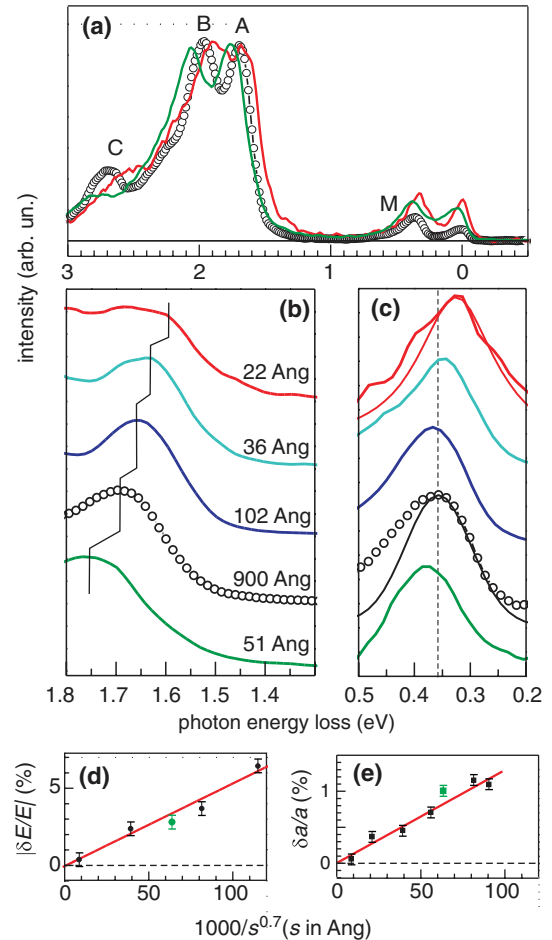 (a)
B
A
C
M
3
2
1
0
intensity (arb. un.)
(b)
(c)
22 Ang
36 Ang
102 Ang
900 Ang
51 Ang
1.8
1.7
1.6
1.5
1.4
0.5
0.4
0.3
0.2
photon energy loss (eV)
(d)
(e)
|δE/E| (%)
5
0
0
50
100
δa/a (%)
1
0
0
50
100
1000/s^0.7(s in Ang)